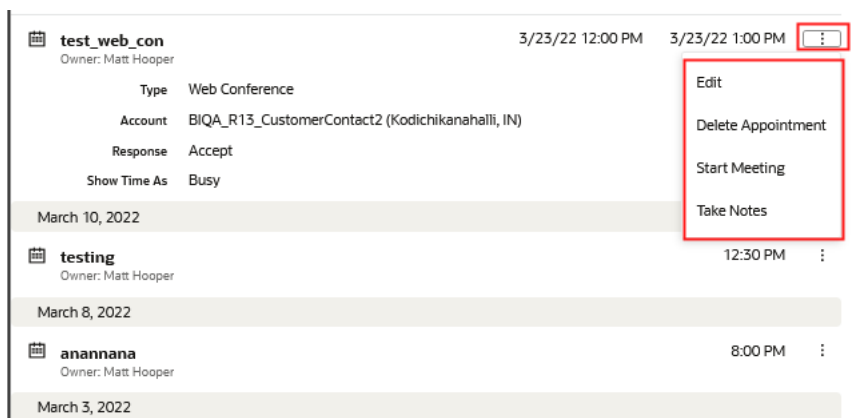 test_web_con 3/23/22 12:00 PM 3/23/22 1:00 PM
Owner: Matt Hooper
Type Web Conference
Account BIQA_R13_CustomerContact2 (Kodichikanahalli, IN)
Response Accept
Show Time As Busy
Edit
Delete Appointment
Start Meeting
Take Notes
March 10, 2022
testing 12:30 PM
Owner: Matt Hooper
March 8, 2022
anannana 8:00 PM
Owner: Matt Hooper
March 3, 2022